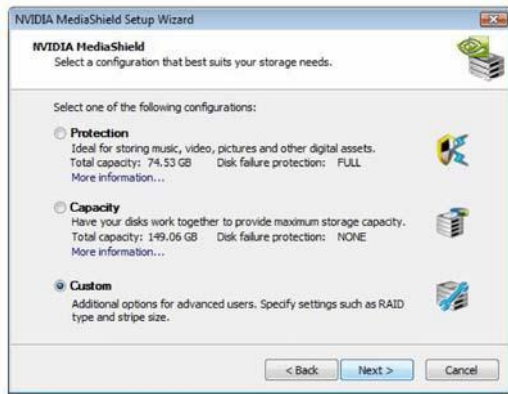 NVIDIA MediaShield Setup Wizard
NVIDIA MediaShield
Select a configuration that best suits your storage needs.
Select one of the following configurations:
Protection
Ideal for storing music, video, pictures and other digital assets.
Total capacity: 74.53 GB Disk failure protection: FULL
More information...
Capacity
Have your disks work together to provide maximum storage capacity.
Total capacity: 149.06 GB Disk failure protection: NONE
More information...
Custom
Additional options for advanced users. Specify settings such as RAID
type and stripe size.
< Back Next > Cancel